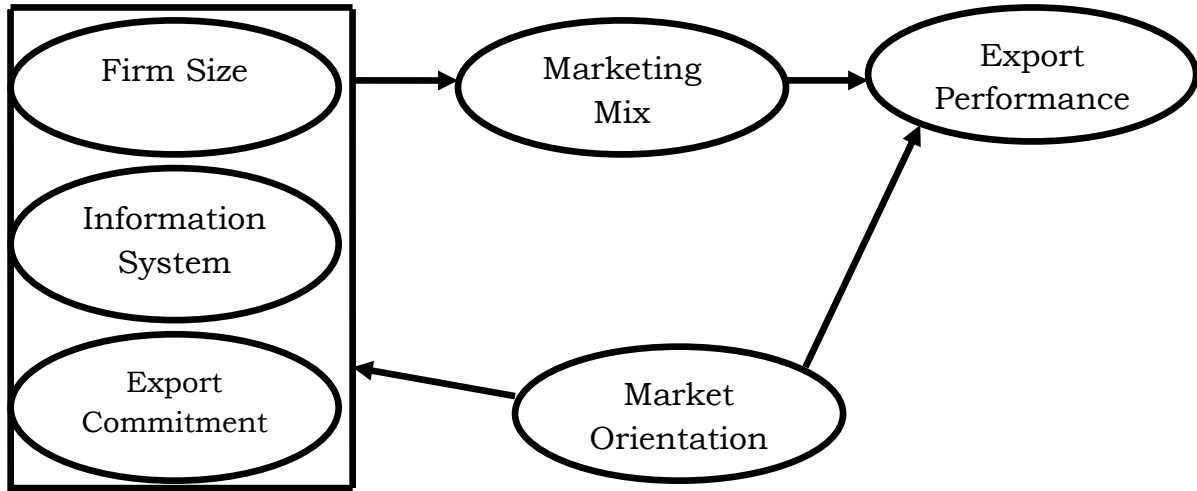 Firm Size
Information
System
Export
Commitment
Marketing
Mix
Export
Performance
Market
Orientation